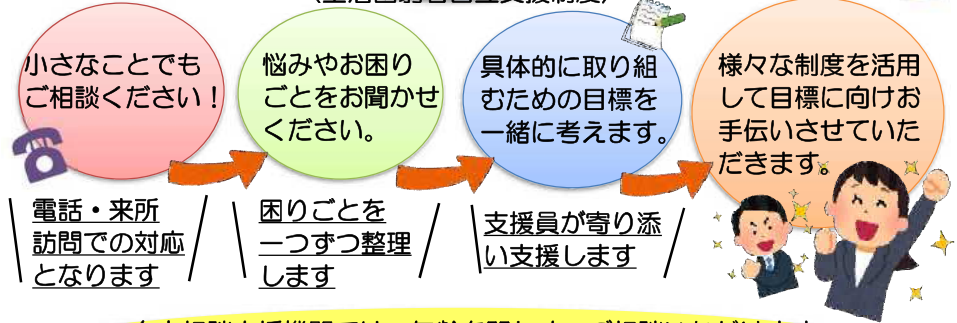 小さなことでも
ご相談ください！
悩みやお困り
ごとをお聞かせ
ください。
具体的に取り組
むための目標を
一緒に考えます。
様々な制度を活用
して目標に向けお
手伝いさせていた
だきます。
電話・来所
訪問での対応
となります
困りごとを
一つずつ整理
します
支援員が寄り添
い支援します